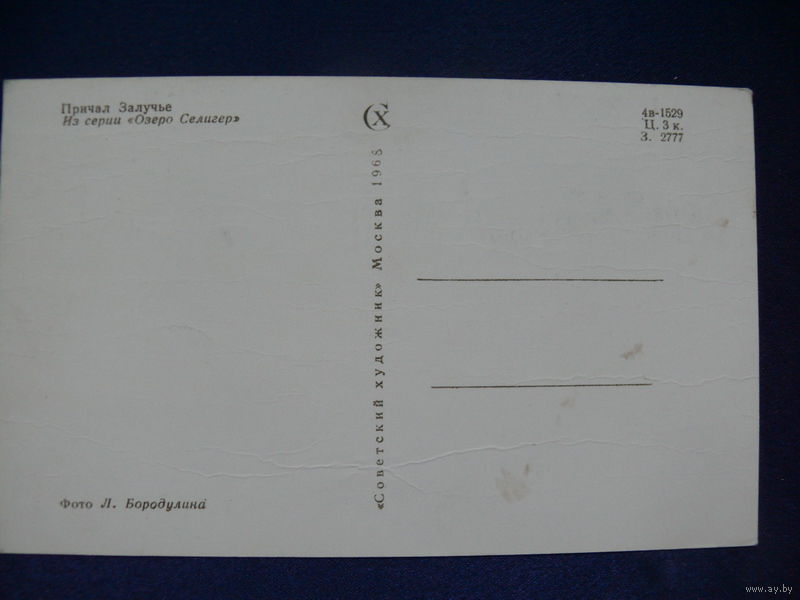 Причал Залучье
Из серии «Озеро Селигер»
Фото Л. Бородулина
СХ
«Советский художник» Москва 1968
4в-1529
Ц. 3 к.
З. 2777
www.ay.by